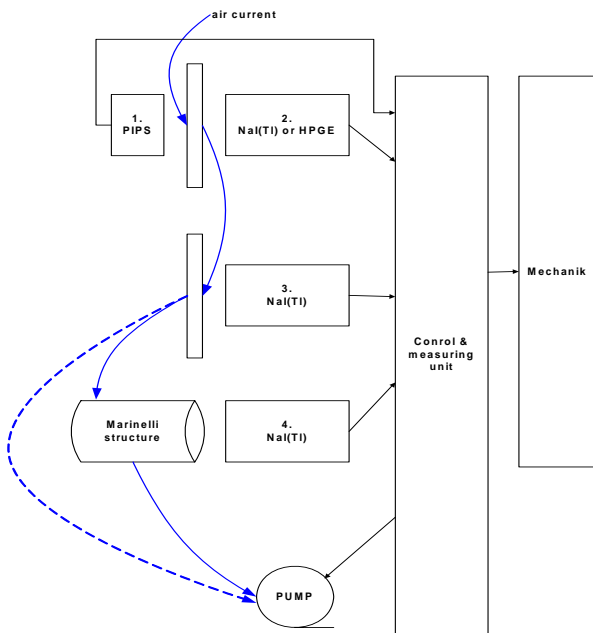 air current
1.
PIPS
2.
NaI(Tl) or HPGE
3.
NaI(Tl)
Mechanik
Conrol &
measuring
unit
Marinelli
structure
4.
NaI(Tl)
PUMP